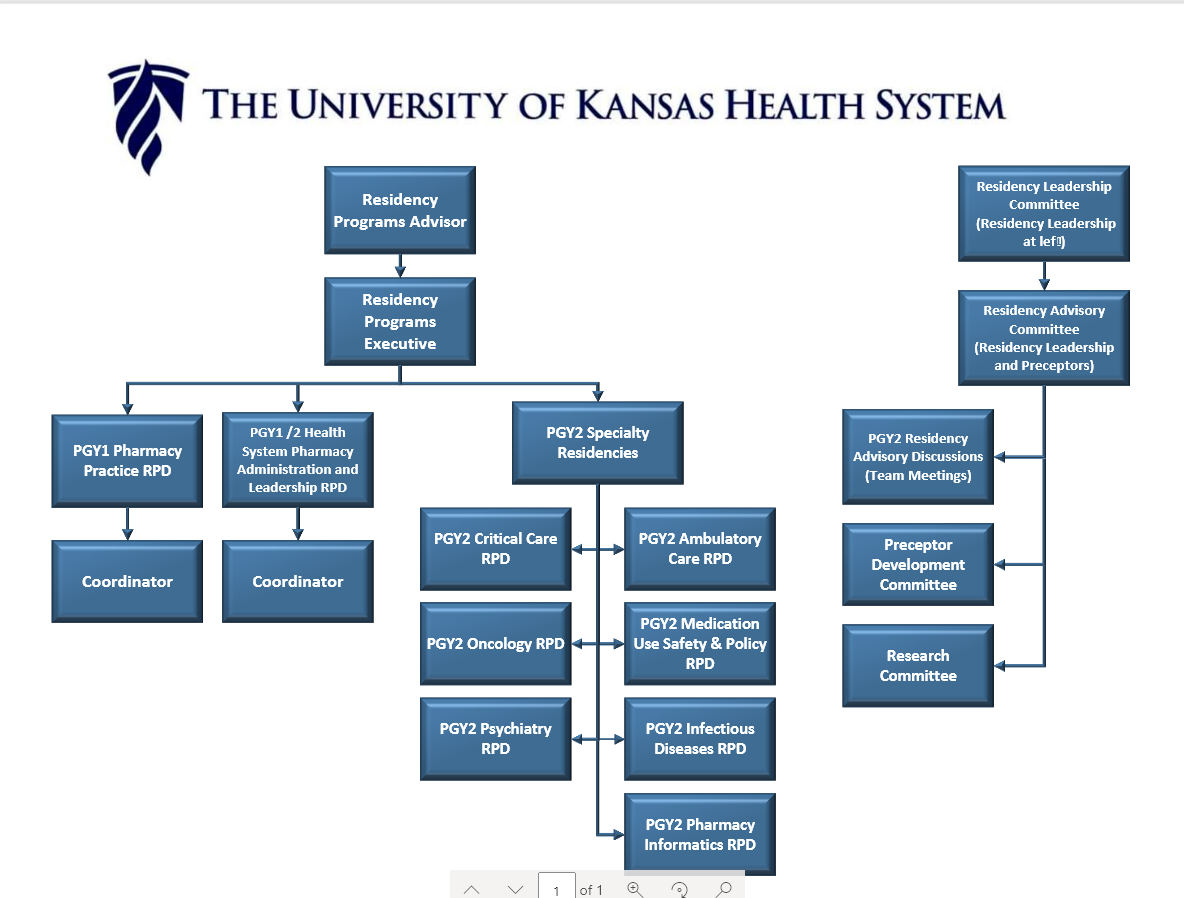 THE UNIVERSITY OF KANSAS HEALTH SYSTEM
Residency
Programs Advisor
Residency
Programs
Executive
PGY1 Pharmacy
Practice RPD
Coordinator
PGY1 /2 Health
System Pharmacy
Administration and
Leadership RPD
Coordinator
PGY2 Specialty
Residencies
PGY2 Critical Care
RPD
PGY2 Ambulatory
Care RPD
PGY2 Oncology RPD
PGY2 Medication
Use Safety & Policy
RPD
PGY2 Psychiatry
RPD
PGY2 Infectious
Diseases RPD
PGY2 Pharmacy
Informatics RPD
Residency Leadership
Committee
(Residency Leadership
at lef▯)
Residency Advisory
Committee
(Residency Leadership
and Preceptors)
PGY2 Residency
Advisory Discussions
(Team Meetings)
Preceptor
Development
Committee
Research
Committee
1 of 1